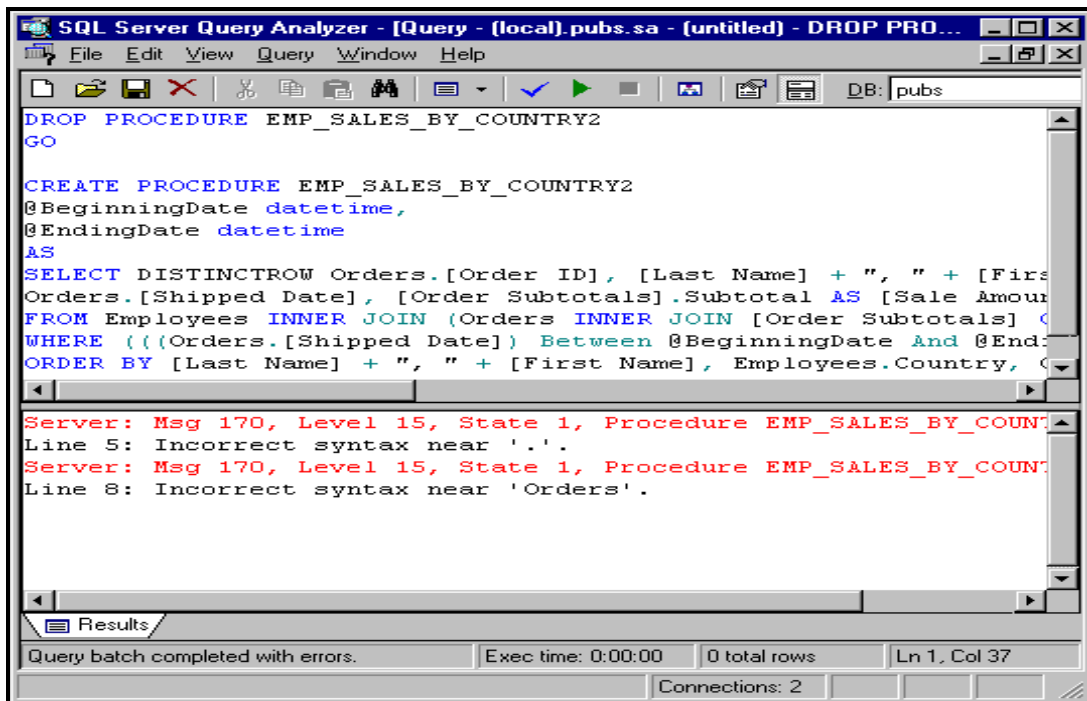 SQL Server Query Analyzer - [Query - (local).pubs.sa - (untitled) - DROP PRO...
File Edit View Query Window Help
DB: pubs
DROP PROCEDURE EMP_SALES_BY_COUNTRY2
GO
CREATE PROCEDURE EMP_SALES_BY_COUNTRY2
@BeginningDate datetime,
@EndingDate datetime
AS
SELECT DISTINCTROW Orders.[Order ID], [Last Name] + ", " + [Firs
Orders.[Shipped Date], [Order Subtotals].Subtotal AS [Sale Amoun
FROM Employees INNER JOIN (Orders INNER JOIN [Order Subtotals]
WHERE (((Orders.[Shipped Date]) Between @BeginningDate And @End
ORDER BY [Last Name] + ", " + [First Name], Employees.Country,
Server: Msg 170, Level 15, State 1, Procedure EMP_SALES_BY_COUNT
Line 5: Incorrect syntax near '.'.
Server: Msg 170, Level 15, State 1, Procedure EMP_SALES_BY_COUNT
Line 8: Incorrect syntax near 'Orders'.
Results
Query batch completed with errors. Exec time: 0:00:00 0 total rows Ln 1, Col 37
Connections: 2